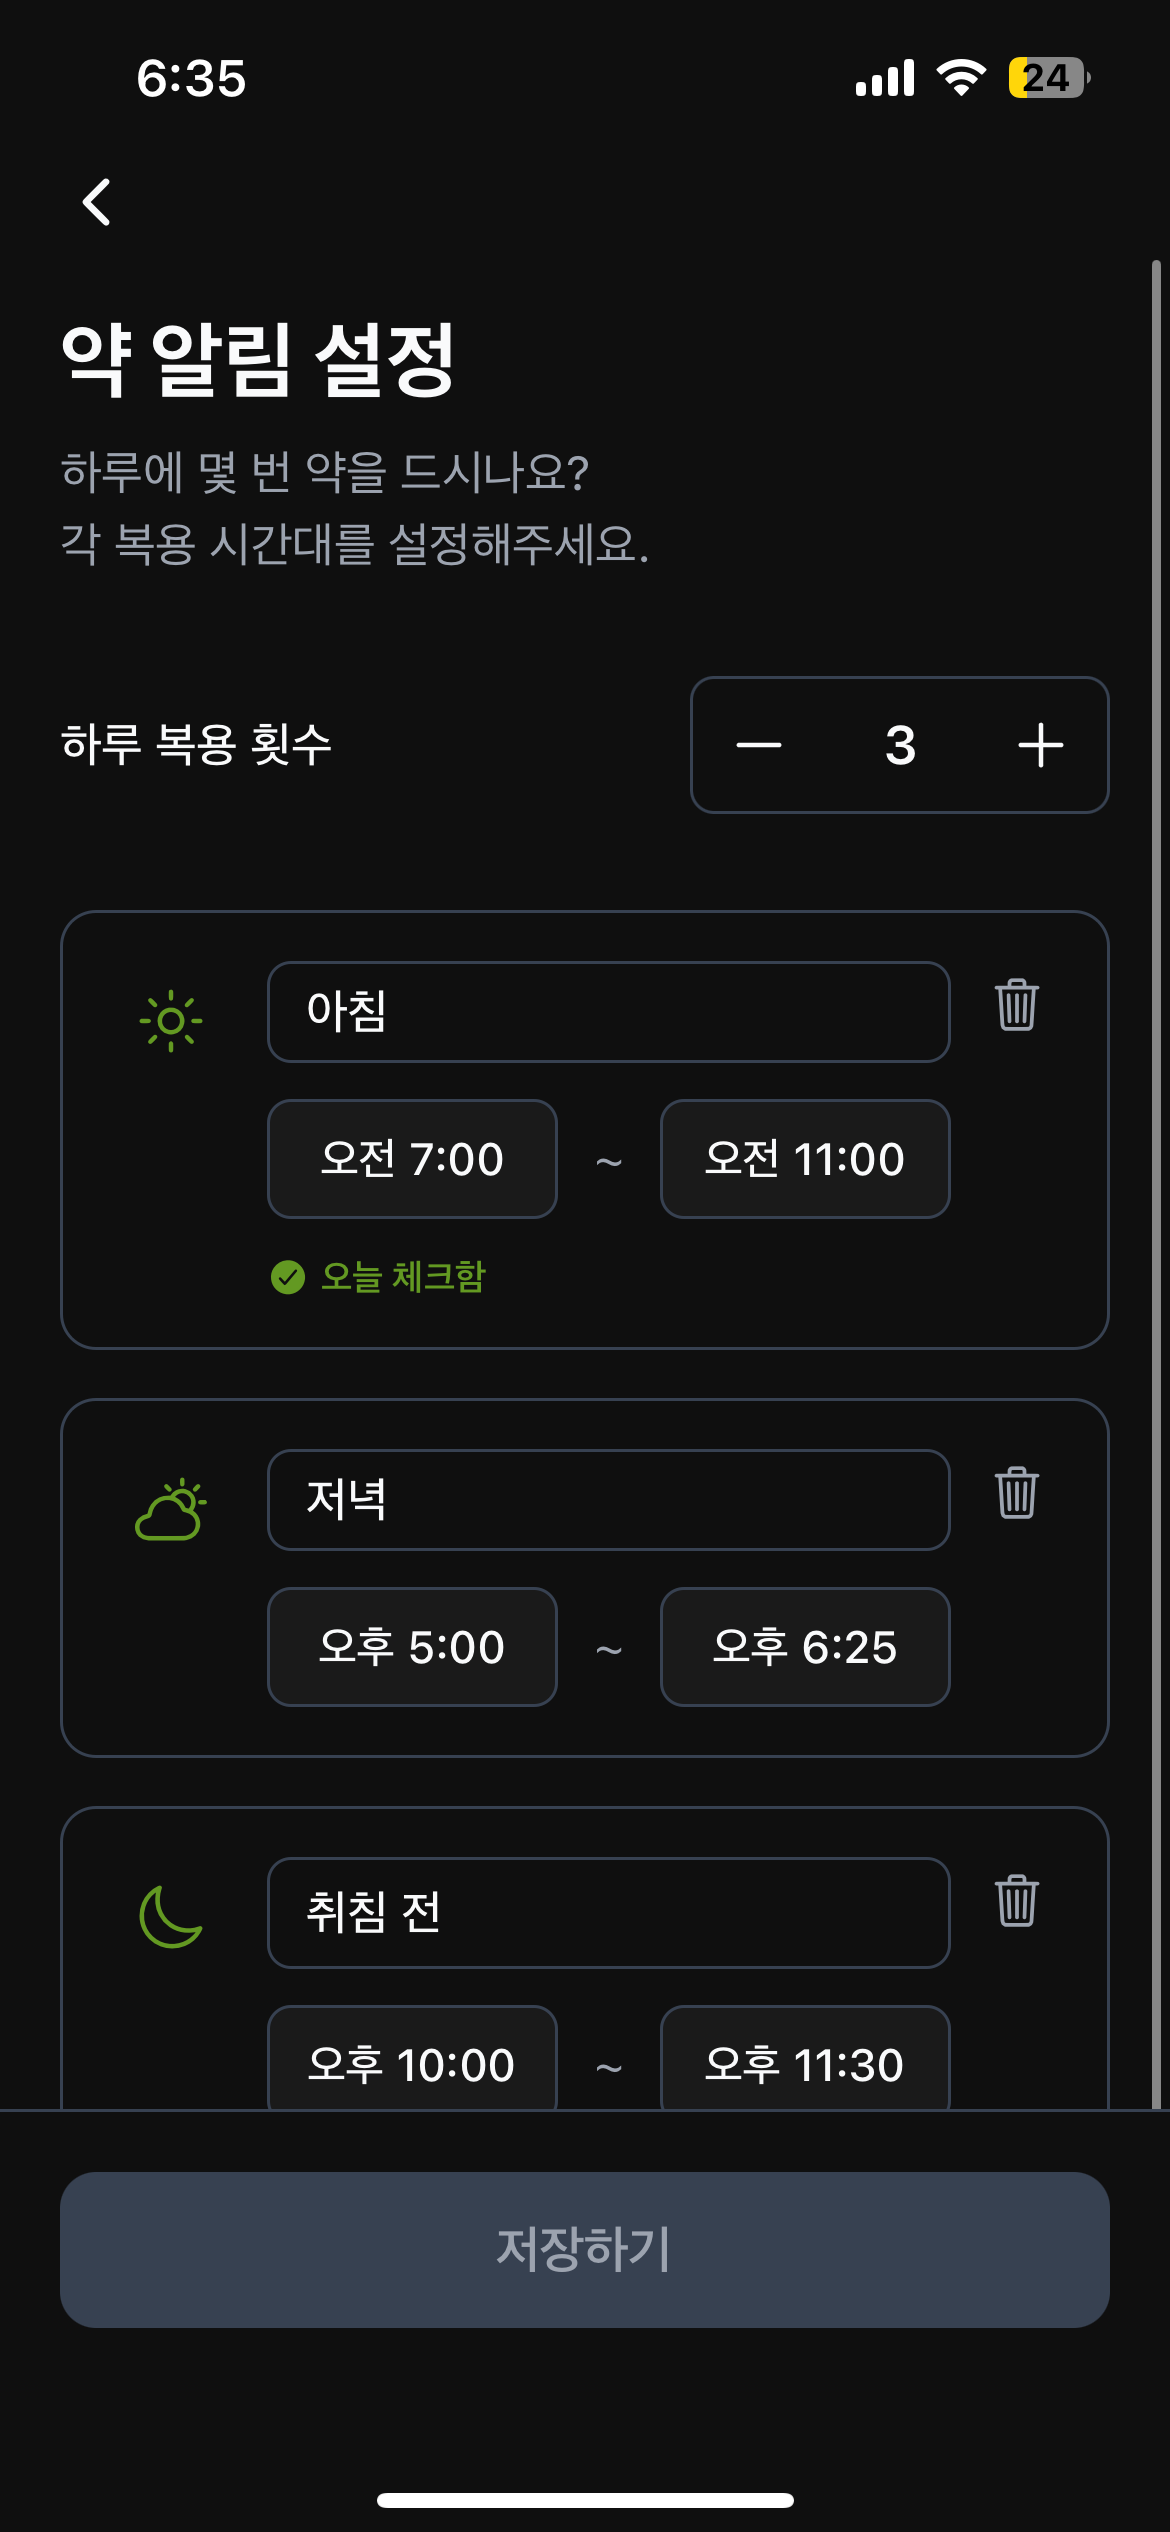 6:35
24
약 알림 설정
하루에 몇 번 약을 드시나요?
각 복용 시간대를 설정해주세요.
하루 복용 횟수
3
아침
오전 7:00 ~ 오전 11:00
오늘 체크함
저녁
오후 5:00 ~ 오후 6:25
취침 전
오후 10:00 ~ 오후 11:30
저장하기